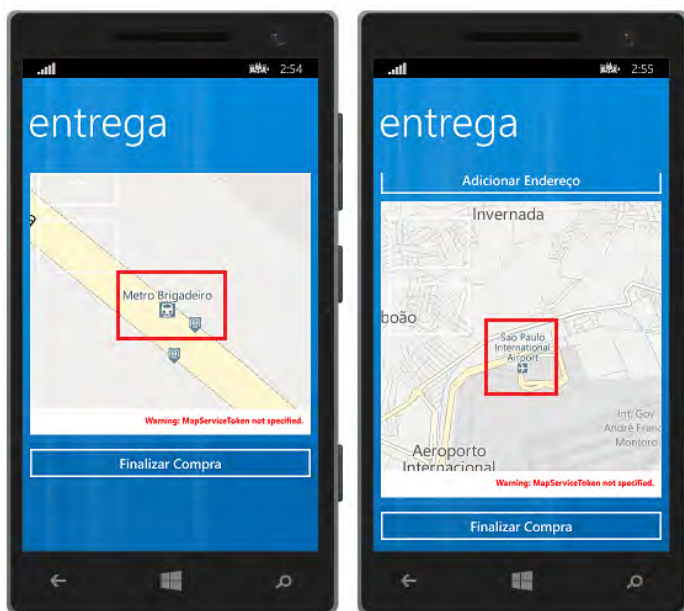 2:54
entrega
Metro Brigadeiro
Warning: MapServiceToken not specified.
Finalizar Compra
2:55
entrega
Adicionar Endereço
Invernada
boão
Sao Paulo
International
Airport
Int. Gov
André Franc
Montoro
Aeroporto
Internacional
Warning: MapServiceToken not specified.
Finalizar Compra